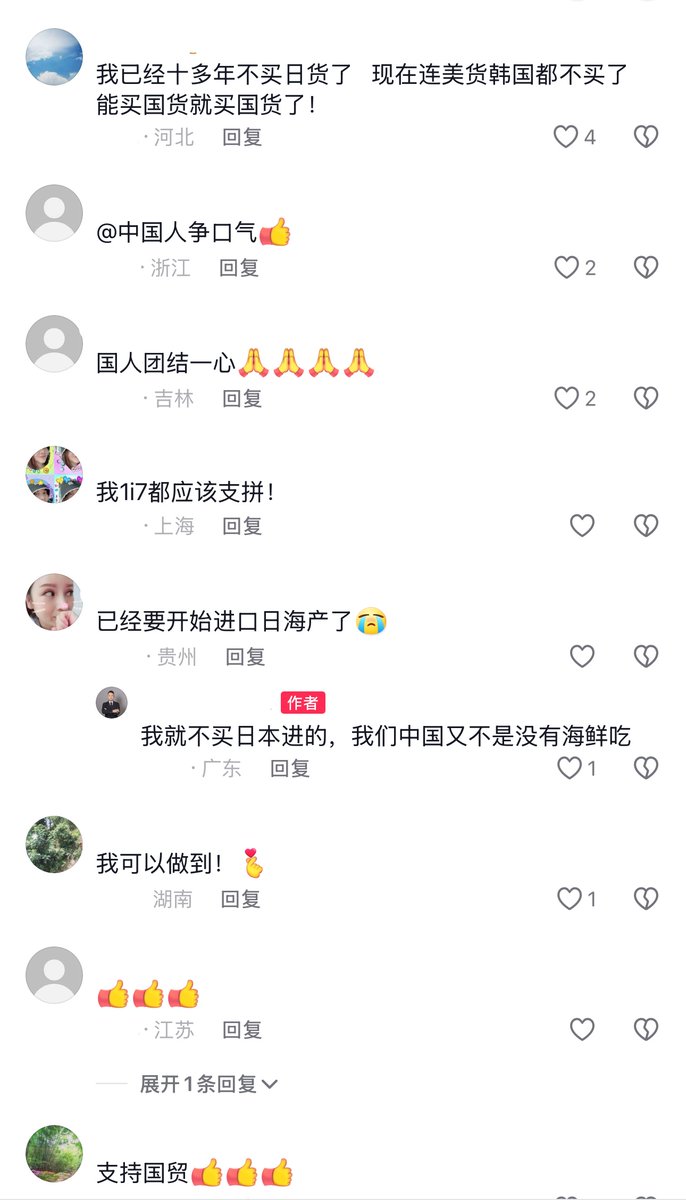 我已经十多年不买日货了 现在连美货韩国都不买了
能买国货就买国货了！
·河北 回复 4
@中国人争口气👍
·浙江 回复 2
国人团结一心🙏🙏🙏🙏
·吉林 回复 2
我1i7都应该支拼！
·上海 回复
已经要开始进口日海产了😭
·贵州 回复
作者
我就不买日本进的，我们中国又不是没有海鲜吃
·广东 回复 1
我可以做到！🫰
湖南 回复 1
👍👍👍
·江苏 回复
展开1条回复
支持国贸👍👍👍